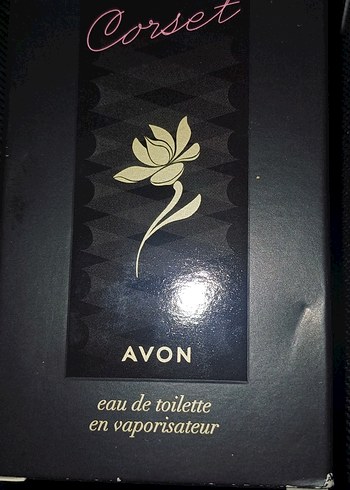 Corset
AVON
eau de toilette
en vaporisateur